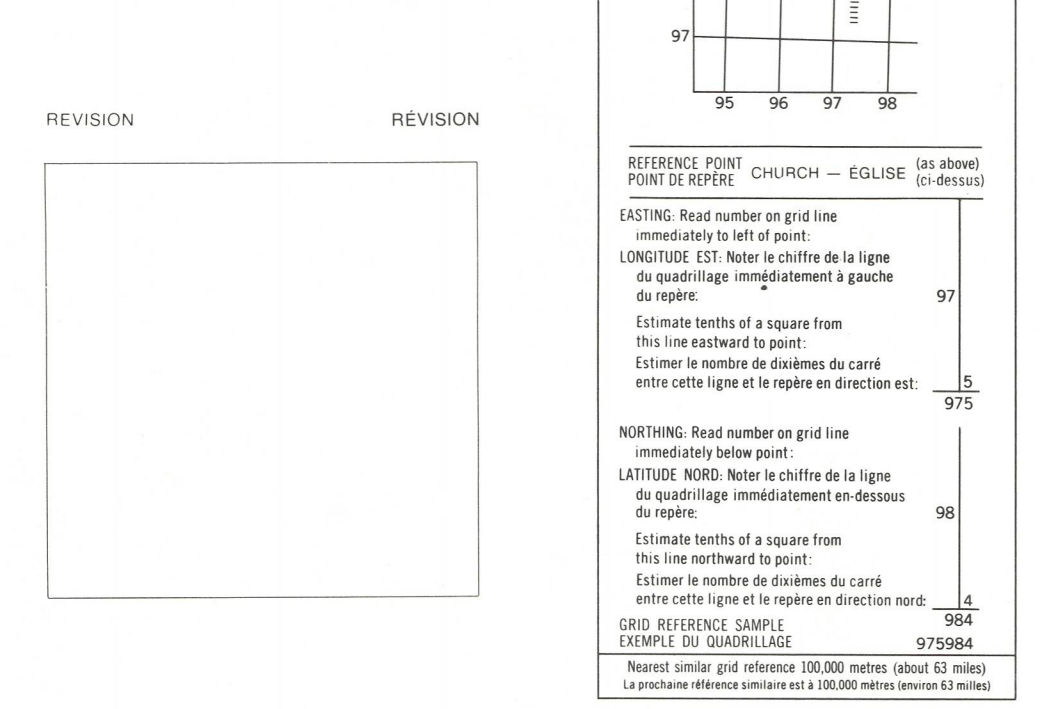 97
95 96 97 98
REVISION RÉVISION
REFERENCE POINT
POINT DE REPÈRE
CHURCH — ÉGLISE
(as above)
(ci-dessus)
EASTING: Read number on grid line
immediately to left of point:
LONGITUDE EST: Noter le chiffre de la ligne
du quadrillage immédiatement à gauche
du repère: 97
Estimate tenths of a square from
this line eastward to point:
Estimer le nombre de dixièmes du carré
entre cette ligne et le repère en direction est: 5
975
NORTHING: Read number on grid line
immediately below point:
LATITUDE NORD: Noter le chiffre de la ligne
du quadrillage immédiatement en-dessous
du repère: 98
Estimate tenths of a square from
this line northward to point:
Estimer le nombre de dixièmes du carré
entre cette ligne et le repère en direction nord: 4
984
GRID REFERENCE SAMPLE
EXEMPLE DU QUADRILLAGE 975984
Nearest similar grid reference 100,000 metres (about 63 miles)
La prochaine référence similaire est à 100,000 mètres (environ 63 milles)